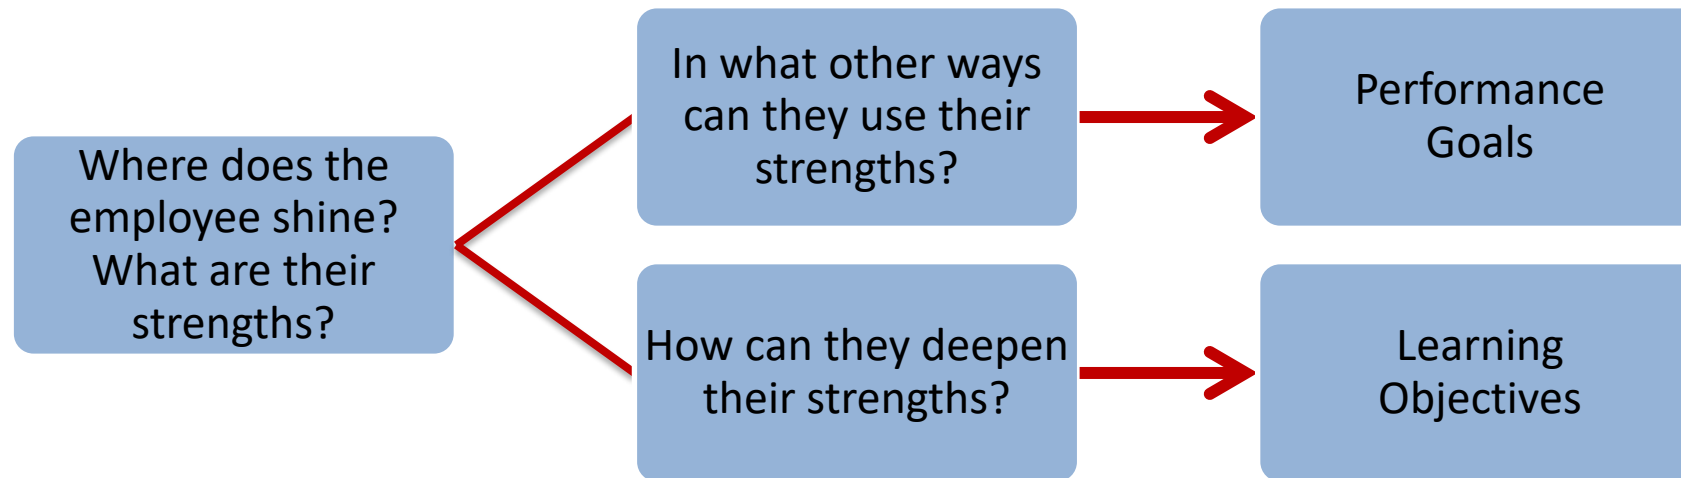 Where does the
employee shine?
What are their
strengths?
In what other ways
can they use their
strengths?
Performance
Goals
How can they deepen
their strengths?
Learning
Objectives